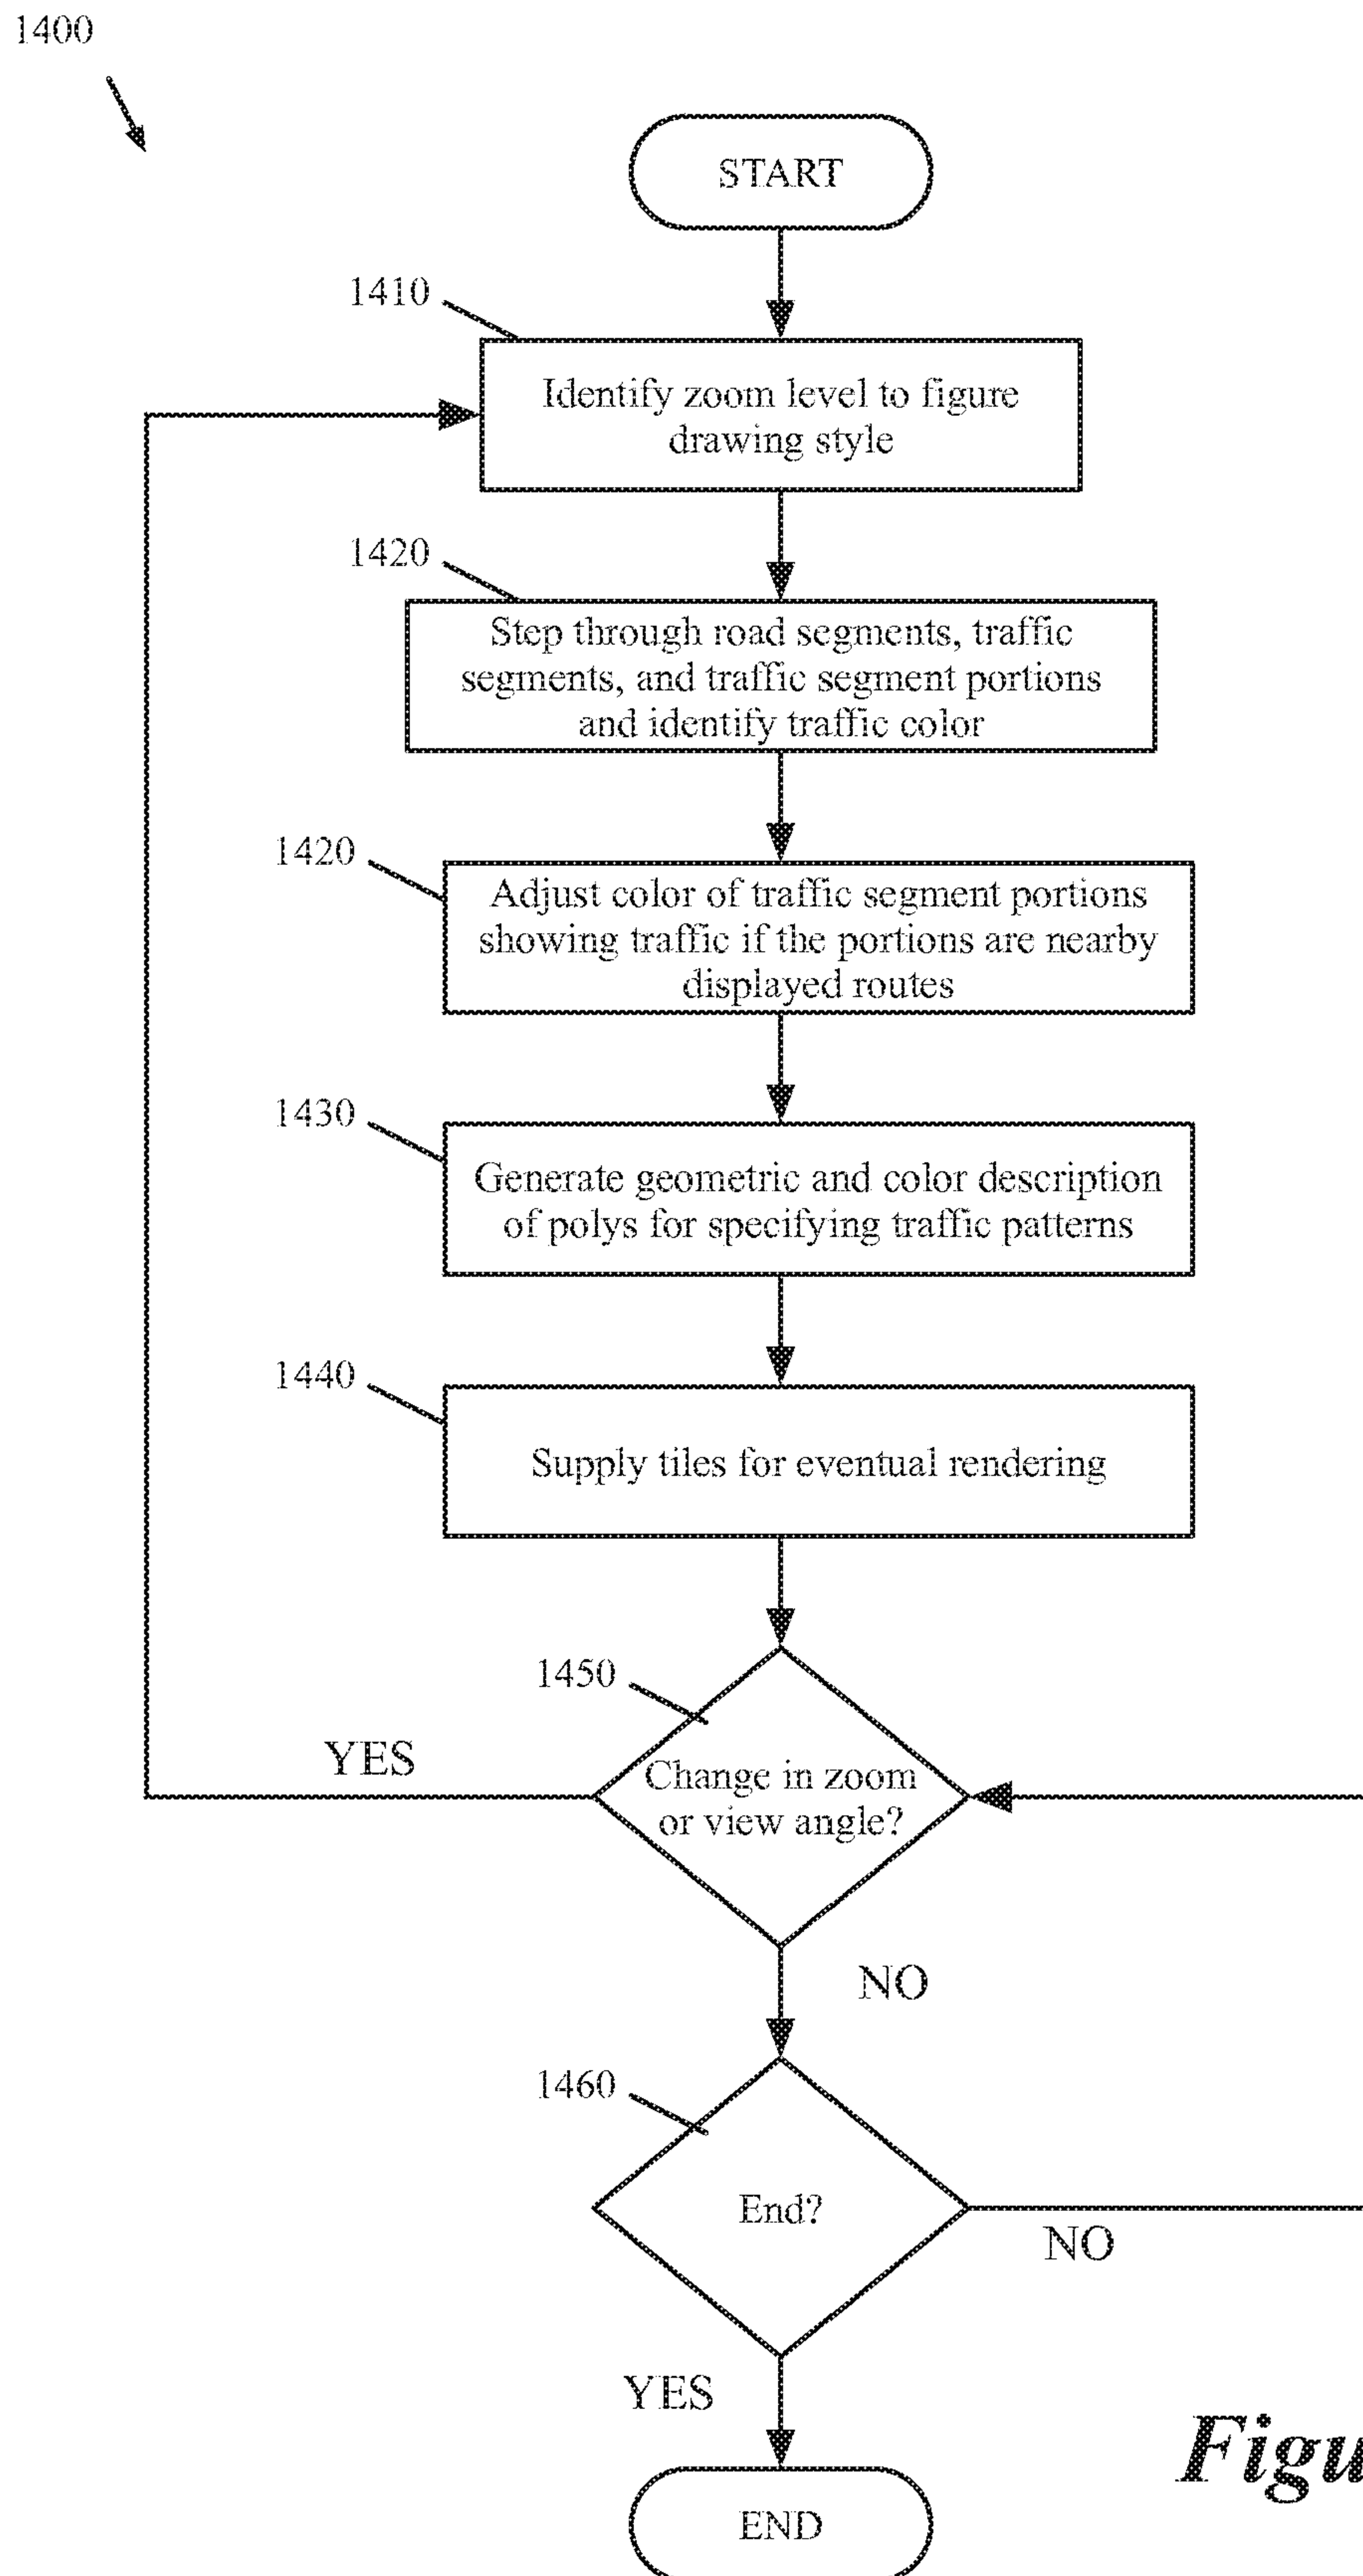 1400
START
1410
Identify zoom level to figure
drawing style
1420
Step through road segments, traffic
segments, and traffic segment portions
and identify traffic color
1420
Adjust color of traffic segment portions
showing traffic if the portions are nearby
displayed routes
1430
Generate geometric and color description
of polys for specifying traffic patterns
1440
Supply tiles for eventual rendering
1450
YES
Change in zoom
or view angle?
NO
1460
End?
NO
YES
Figu
END